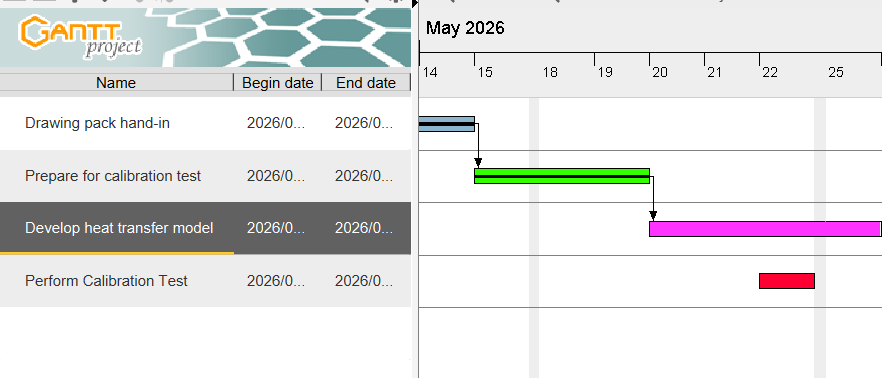 GANTT
project
May 2026
14 15 18 19 20 21 22 25
Name Begin date End date
Drawing pack hand-in 2026/0... 2026/0...
Prepare for calibration test 2026/0... 2026/0...
Develop heat transfer model 2026/0... 2026/0...
Perform Calibration Test 2026/0... 2026/0...